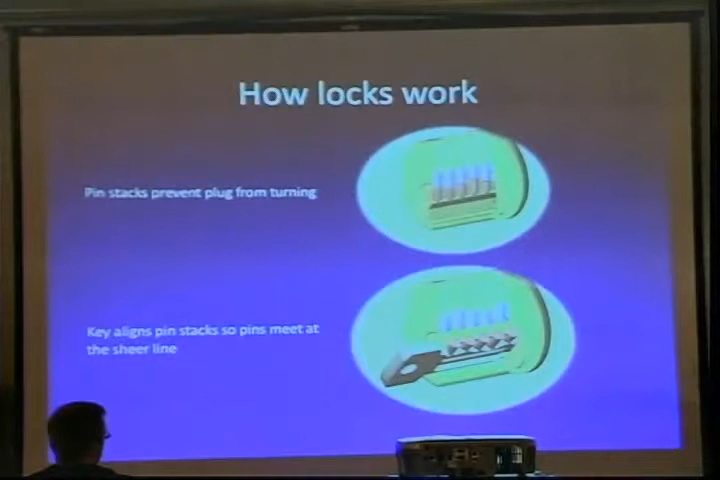 How locks work
Pin stacks prevent plug from turning
Key aligns pin stacks so pins meet at
the sheer line